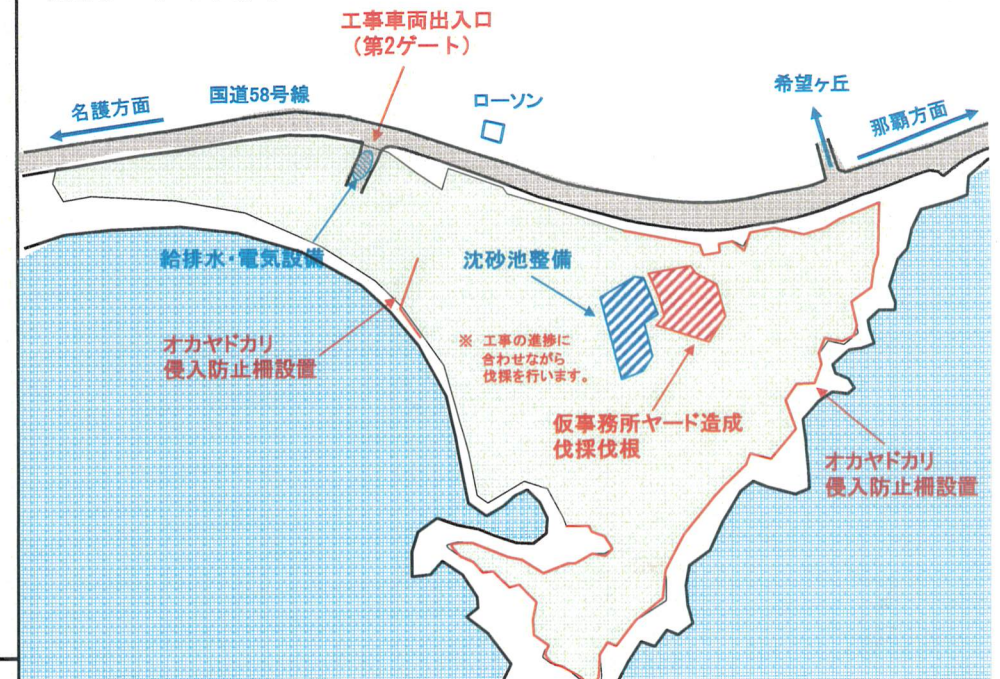 工事車両出入口
（第2ゲート）
名護方面
国道58号線
ローソン
希望ヶ丘
那覇方面
給排水・電気設備
沈砂池整備
オカヤドカリ
侵入防止柵設置
※ 工事の進捗に
合わせながら
伐採を行います。
仮事務所ヤード造成
伐採伐根
オカヤドカリ
侵入防止柵設置